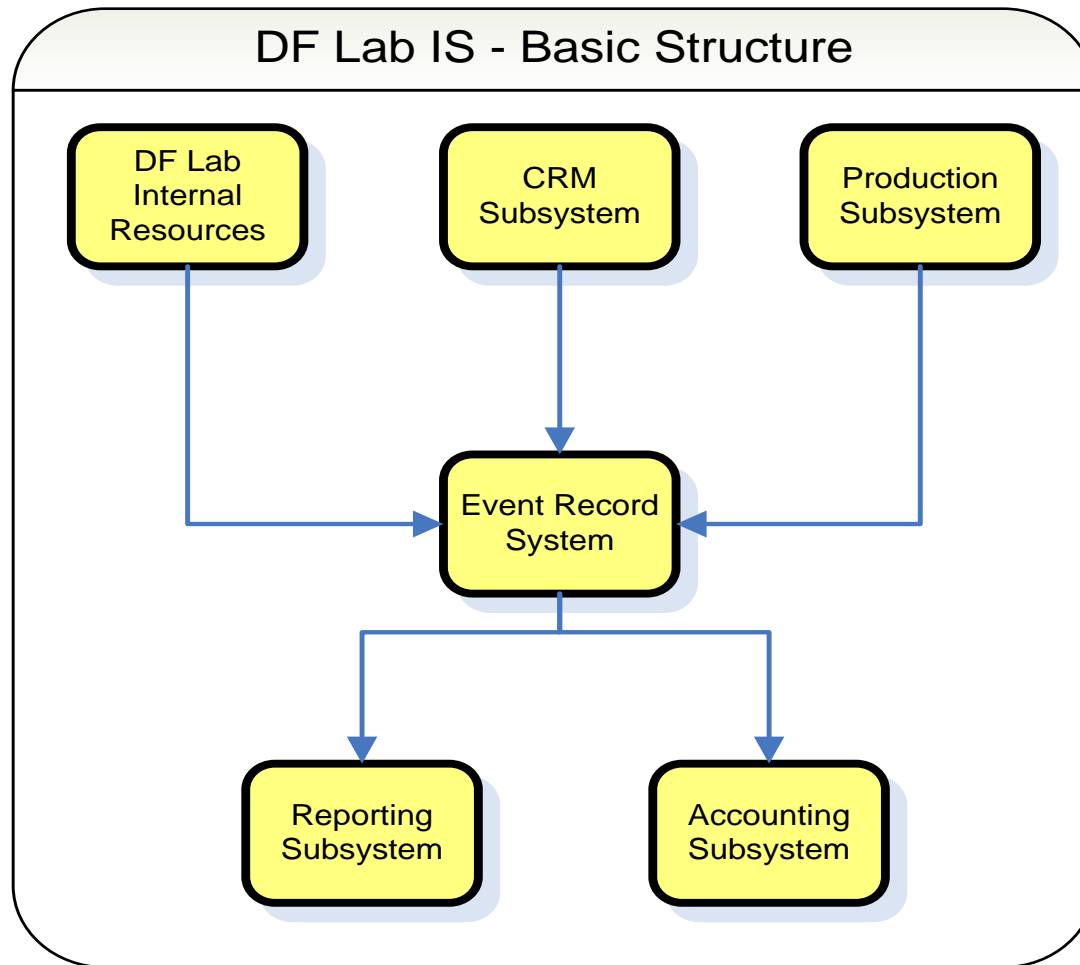 DF Lab IS - Basic Structure
DF Lab
Internal
Resources
CRM
Subsystem
Production
Subsystem
Event Record
System
Reporting
Subsystem
Accounting
Subsystem